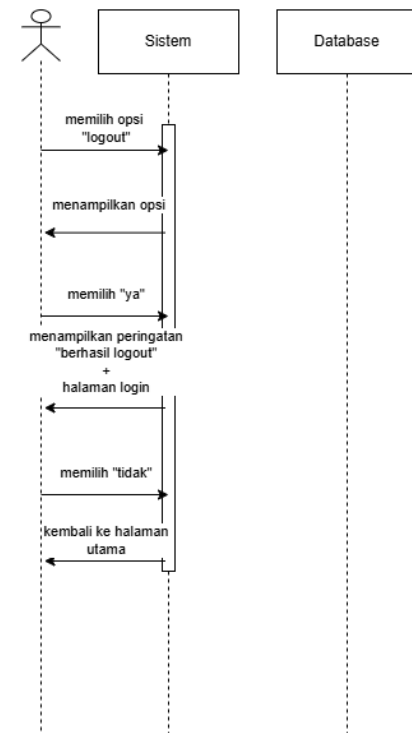 Sistem
Database
memilih opsi
"logout"
menampilkan opsi
memilih "ya"
menampilkan peringatan
"berhasil logout"
+
halaman login
memilih "tidak"
kembali ke halaman
utama